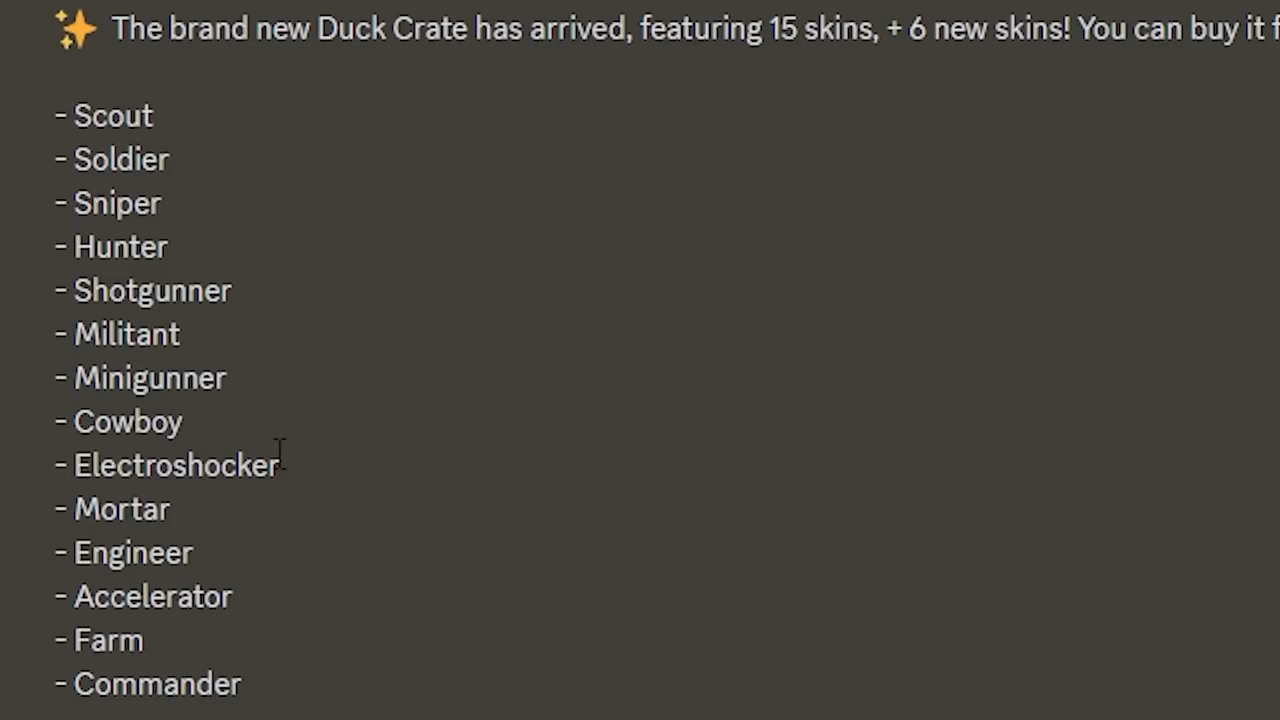 ✨ The brand new Duck Crate has arrived, featuring 15 skins, + 6 new skins! You can buy it f
- Scout
- Soldier
- Sniper
- Hunter
- Shotgunner
- Militant
- Minigunner
- Cowboy
- Electroshocker
- Mortar
- Engineer
- Accelerator
- Farm
- Commander